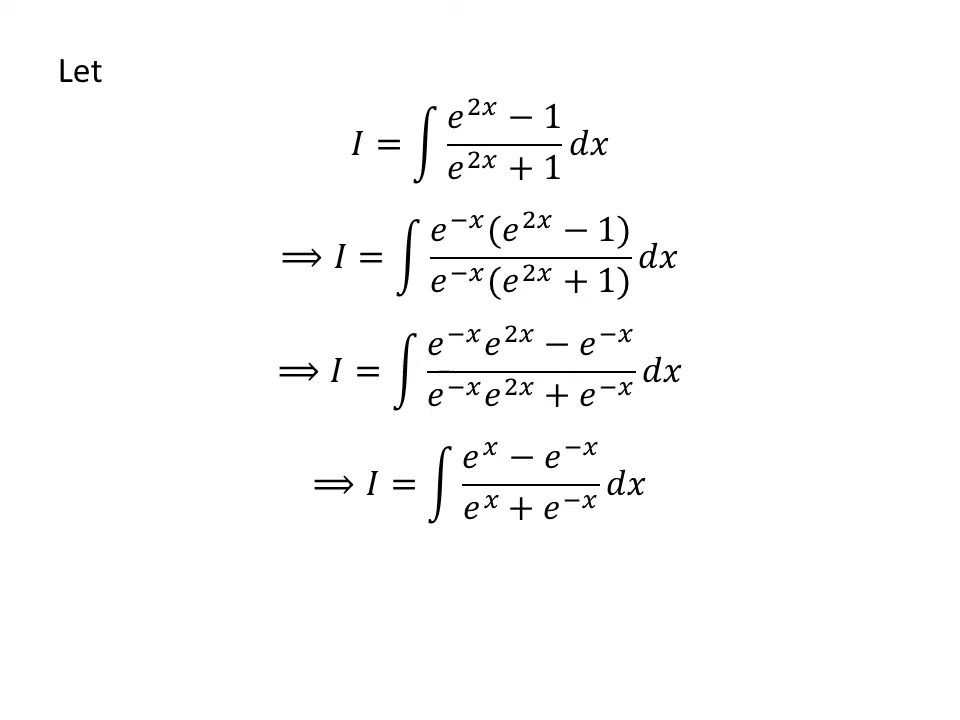 Let
𝐼 = ∫ (e^{2x} − 1)/(e^{2x} + 1) dx
⟹ 𝐼 = ∫ (e^{−x}(e^{2x} − 1))/(e^{−x}(e^{2x} + 1)) dx
⟹ 𝐼 = ∫ (e^{−x}e^{2x} − e^{−x})/(e^{−x}e^{2x} + e^{−x}) dx
⟹ 𝐼 = ∫ (e^{x} − e^{−x})/(e^{x} + e^{−x}) dx